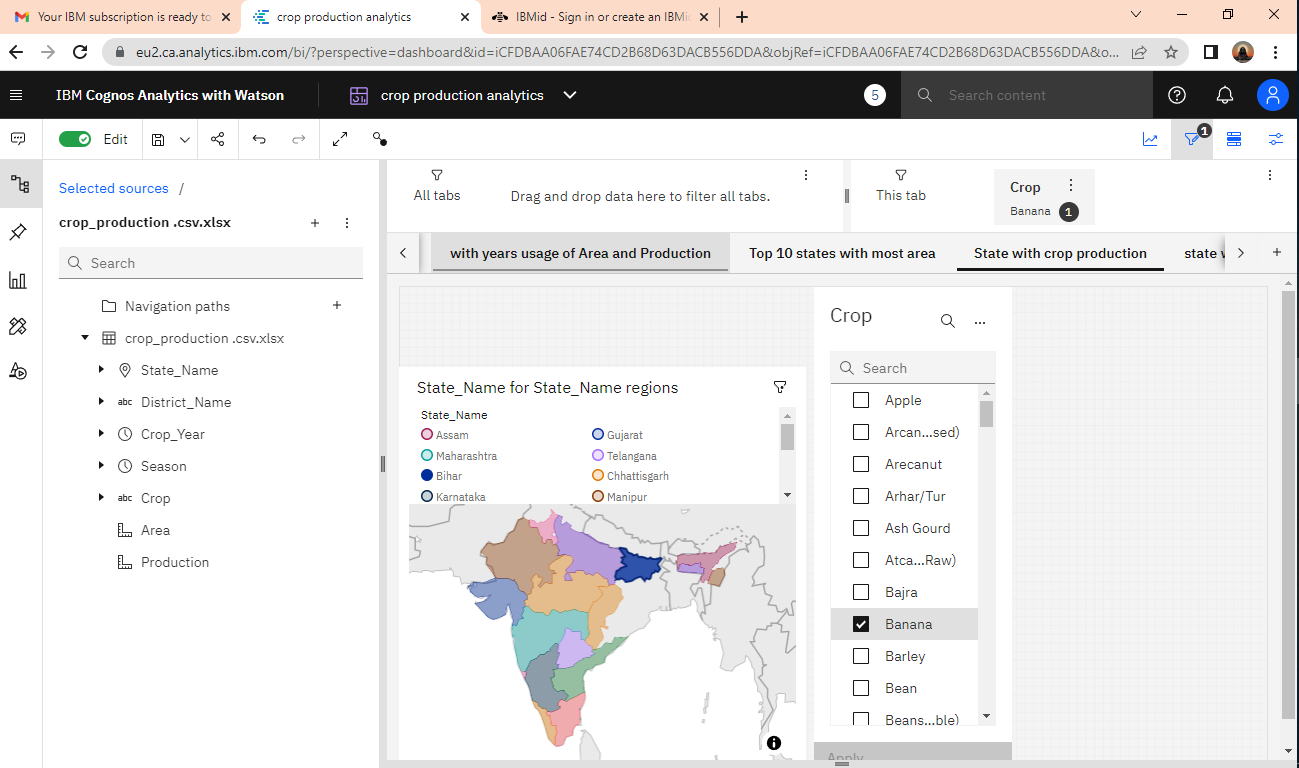 Your IBM subscription is ready to
crop production analytics
IBMid - Sign in or create an IBMi
eu2.ca.analytics.ibm.com/bi/?perspective=dashboard&id=iCFDBAA06FAE74CD2B68D63DACB556DDA&objRef=iCFDBAA06FAE74CD2B68D63DACB556DDA&o...
IBM Cognos Analytics with Watson
crop production analytics
5
Search content
Edit
1
Selected sources /
crop_production .csv.xlsx
Search
Navigation paths
crop_production .csv.xlsx
State_Name
abc District_Name
Crop_Year
Season
abc Crop
Area
Production
All tabs
Drag and drop data here to filter all tabs.
This tab
Crop
Banana 1
with years usage of Area and Production
Top 10 states with most area
State with crop production
state
State_Name for State_Name regions
State_Name
Assam
Gujarat
Maharashtra
Telangana
Bihar
Chhattisgarh
Karnataka
Manipur
Crop
Search
Apple
Arcan...sed)
Arecanut
Arhar/Tur
Ash Gourd
Atca...Raw)
Bajra
Banana
Barley
Bean
Beans...ble)
Apply